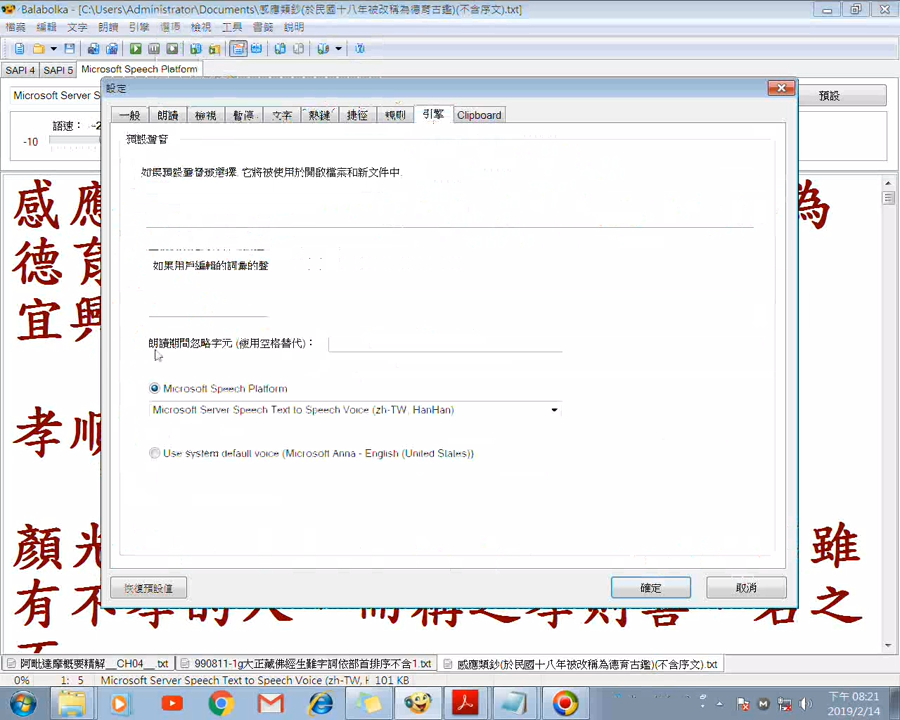 Balabolka - [C:\Users\Administrator\Documents\感應類鈔(於民國十八年被改稱為德育古鑑)(不含序文).txt]
檔案 編輯 文字 朗讀 引擎 選項 檢視 工具 書籤 說明
SAPI 4 SAPI 5 Microsoft Speech Platform
設定
Microsoft Server S
預設
語速： -2
-10
一般 朗讀 檢視 暫停 文字 熱鍵 捷徑 規則 引擎 Clipboard
預設聲音
如果預設聲音被選擇, 它將被使用於開啟檔案和新文件中.
如果用戶編輯的詞彙的聲
朗讀期間忽略字元 (使用空格替代)：
Microsoft Speech Platform
Microsoft Server Speech Text to Speech Voice (zh-TW, HanHan)
Use system default voice (Microsoft Anna - English (United States))
恢復預設值 確定 取消
感應 為
德育
宜興
孝順
顏光 雖
有不孝的人 而稱之孝則善 若之
阿毗達摩概要精解__CH04__.txt 990811-1g大正藏佛經生難字詞依部首排序不含1.txt 感應類鈔(於民國十八年被改稱為德育古鑑)(不含序文).txt
0% 1: 5 Microsoft Server Speech Text to Speech Voice (zh-TW, H 101 KB
下午 08:21
2019/2/14